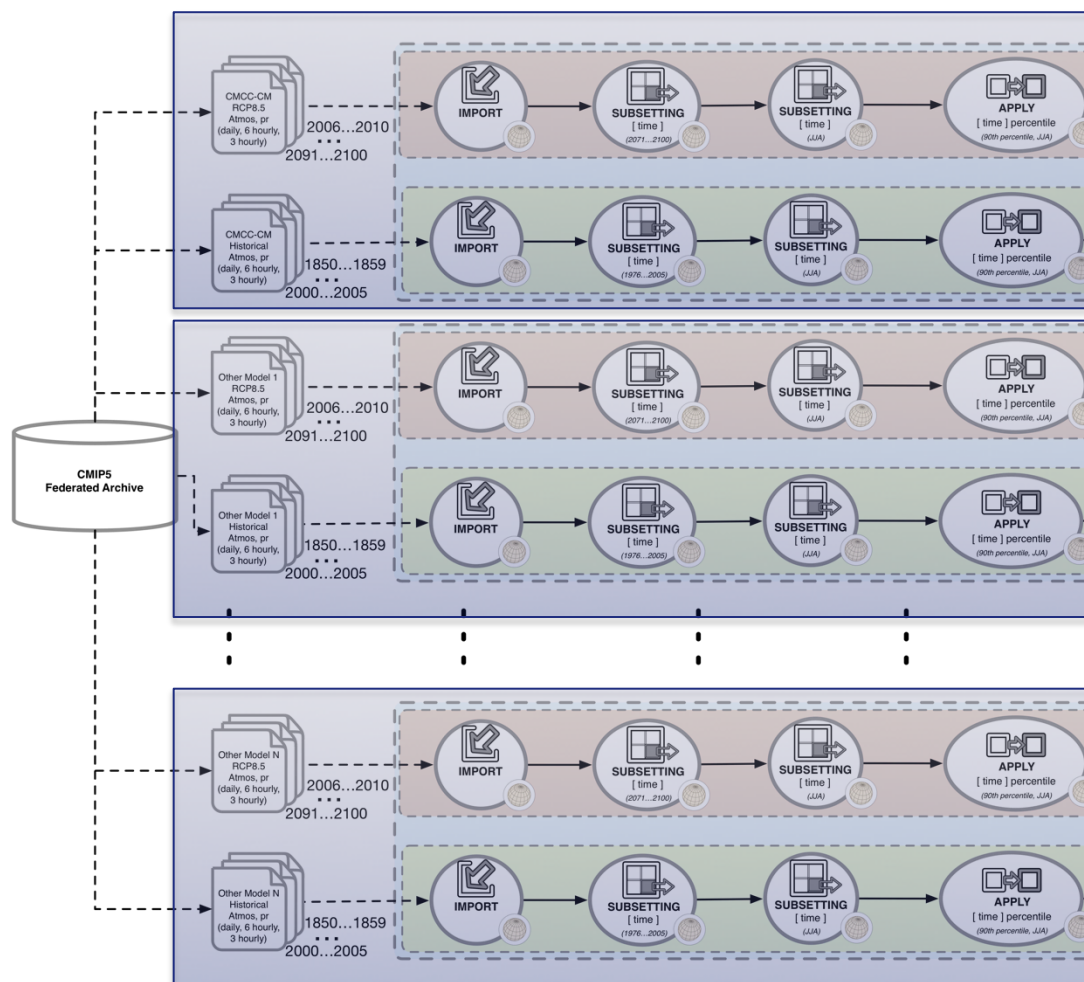 CMCC-CM
RCP8.5
Atmos, pr
(daily, 6 hourly,
3 hourly)
2006...2010
...
2091...2100
IMPORT
SUBSETTING
[ time ]
(2071...2100)
SUBSETTING
[ time ]
(JJA)
APPLY
[ time ] percentile
(90th percentile, JJA)
CMCC-CM
Historical
Atmos, pr
(daily, 6 hourly,
3 hourly)
1850...1859
...
2000...2005
IMPORT
SUBSETTING
[ time ]
(1976...2005)
SUBSETTING
[ time ]
(JJA)
APPLY
[ time ] percentile
(90th percentile, JJA)
Other Model 1
RCP8.5
Atmos, pr
(daily, 6 hourly,
3 hourly)
2006...2010
...
2091...2100
IMPORT
SUBSETTING
[ time ]
(2071...2100)
SUBSETTING
[ time ]
(JJA)
APPLY
[ time ] percentile
(90th percentile, JJA)
CMIP5
Federated Archive
Other Model 1
Historical
Atmos, pr
(daily, 6 hourly,
3 hourly)
1850...1859
...
2000...2005
IMPORT
SUBSETTING
[ time ]
(1976...2005)
SUBSETTING
[ time ]
(JJA)
APPLY
[ time ] percentile
(90th percentile, JJA)
Other Model N
RCP8.5
Atmos, pr
(daily, 6 hourly,
3 hourly)
2006...2010
...
2091...2100
IMPORT
SUBSETTING
[ time ]
(2071...2100)
SUBSETTING
[ time ]
(JJA)
APPLY
[ time ] percentile
(90th percentile, JJA)
Other Model N
Historical
Atmos, pr
(daily, 6 hourly,
3 hourly)
1850...1859
...
2000...2005
IMPORT
SUBSETTING
[ time ]
(1976...2005)
SUBSETTING
[ time ]
(JJA)
APPLY
[ time ] percentile
(90th percentile, JJA)